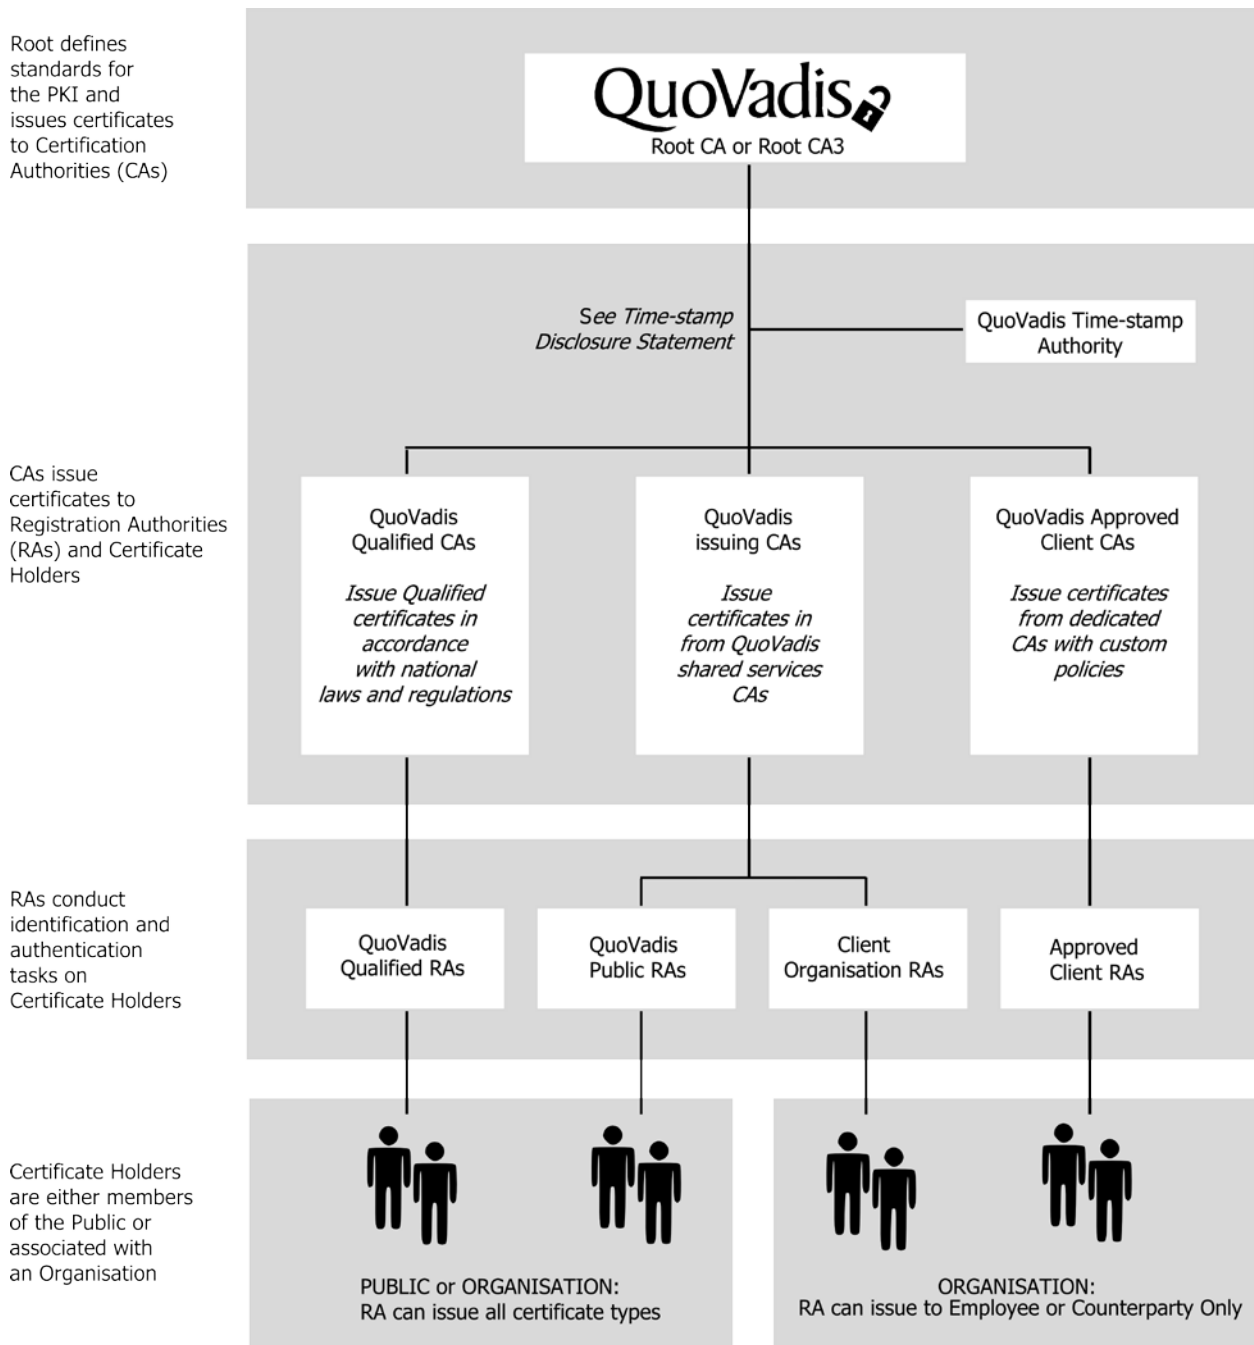 Root defines
standards for
the PKI and
issues certificates
to Certification
Authorities (CAs)
QuoVadis
Root CA or Root CA3
See Time-stamp
Disclosure Statement
QuoVadis Time-stamp
Authority
CAs issue
certificates to
Registration Authorities
(RAs) and Certificate
Holders
QuoVadis
Qualified CAs
Issue Qualified
certificates in
accordance
with national
laws and regulations
QuoVadis
issuing CAs
Issue
certificates in
from QuoVadis
shared services
CAs
QuoVadis Approved
Client CAs
Issue certificates
from dedicated
CAs with custom
policies
RAs conduct
identification and
authentication
tasks on
Certificate Holders
QuoVadis
Qualified RAs
QuoVadis
Public RAs
Client
Organisation RAs
Approved
Client RAs
Certificate Holders
are either members
of the Public or
associated with
an Organisation
PUBLIC or ORGANISATION:
RA can issue all certificate types
ORGANISATION:
RA can issue to Employee or Counterparty Only